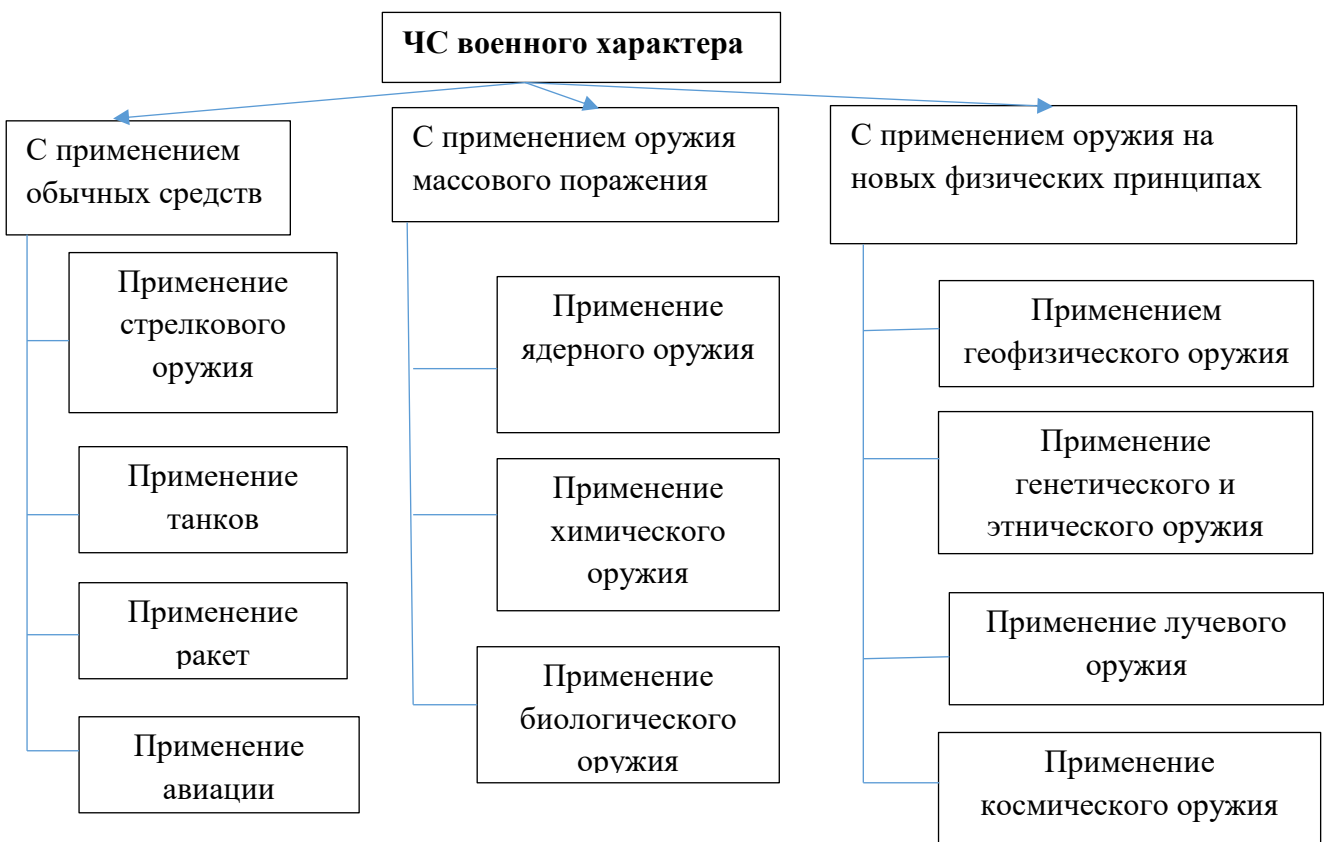 ЧС военного характера
С применением
обычных средств
Применение
стрелкового
оружия
Применение
танков
Применение
ракет
Применение
авиации
С применением оружия
массового поражения
Применение
ядерного оружия
Применение
химического
оружия
Применение
биологического
оружия
С применением оружия на
новых физических принципах
Применением
геофизического оружия
Применение
генетического и
этнического оружия
Применение лучевого
оружия
Применение
космического оружия